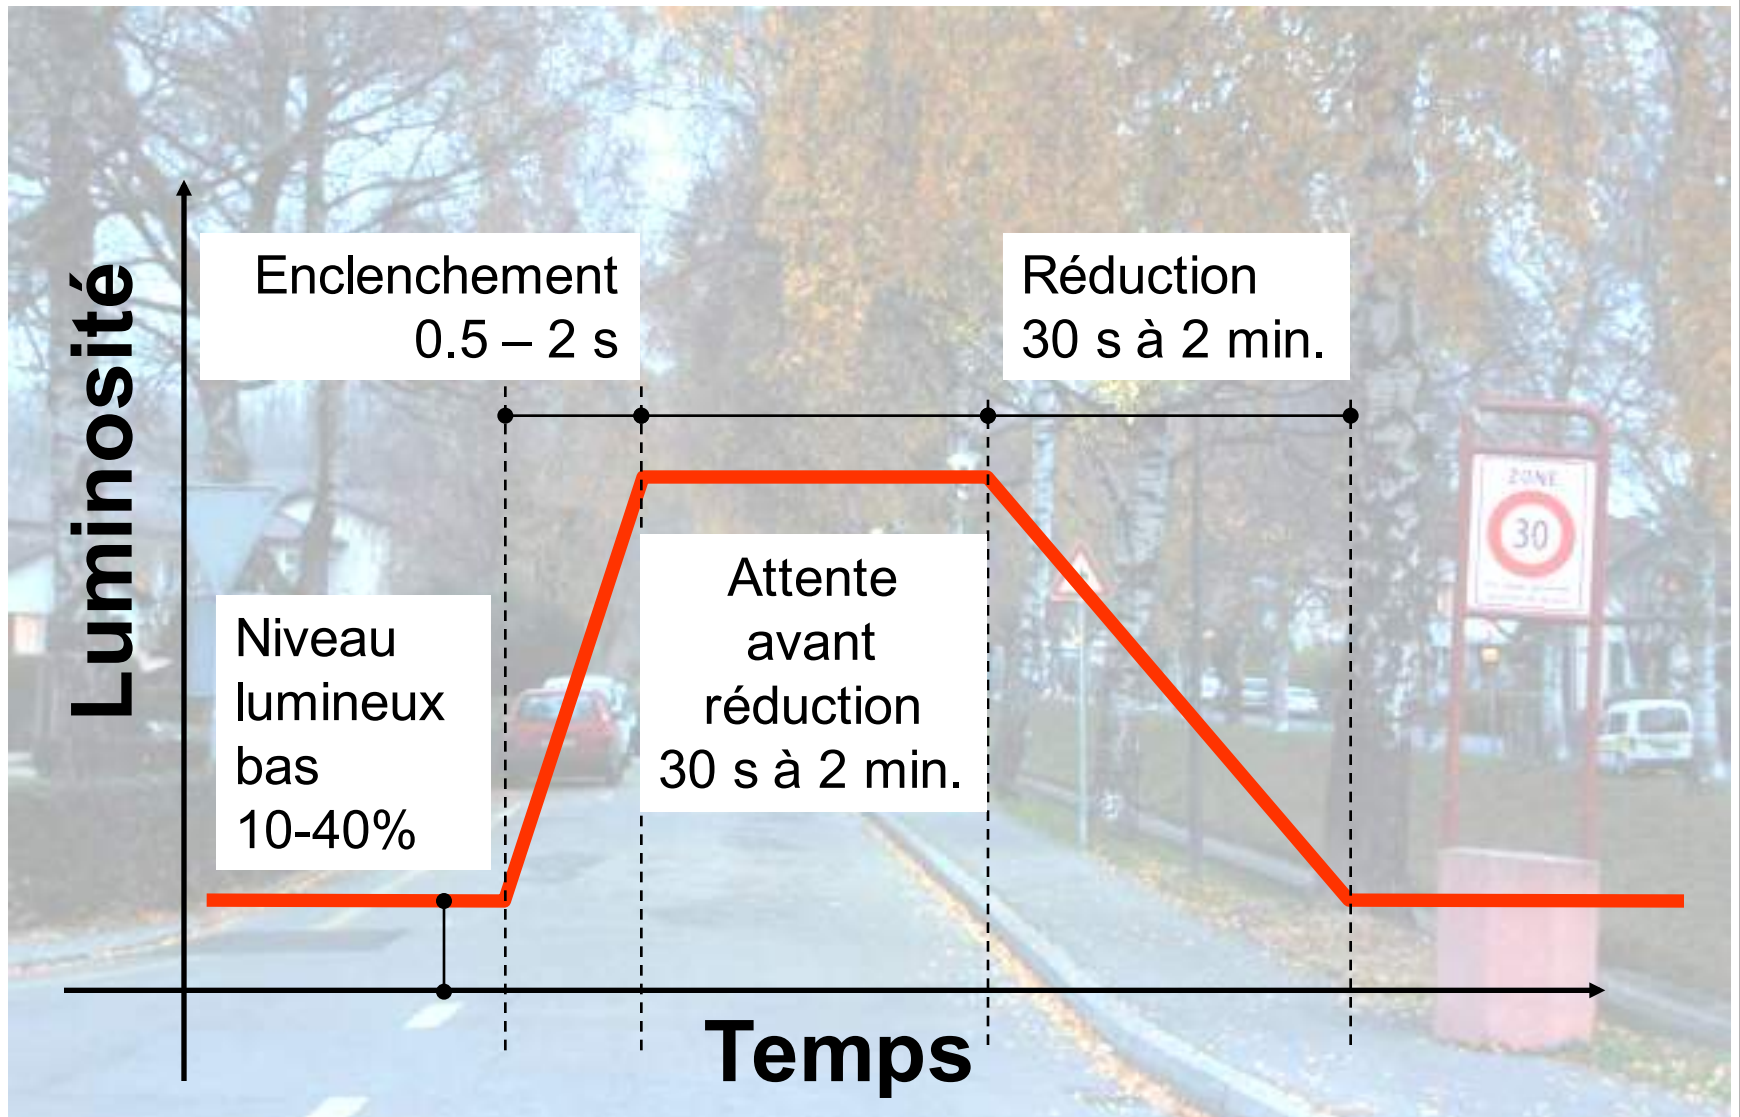 Luminosité
Enclenchement
0.5 – 2 s
Réduction
30 s à 2 min.
Niveau
lumineux
bas
10-40%
Attente
avant
réduction
30 s à 2 min.
ZONE
30
Temps